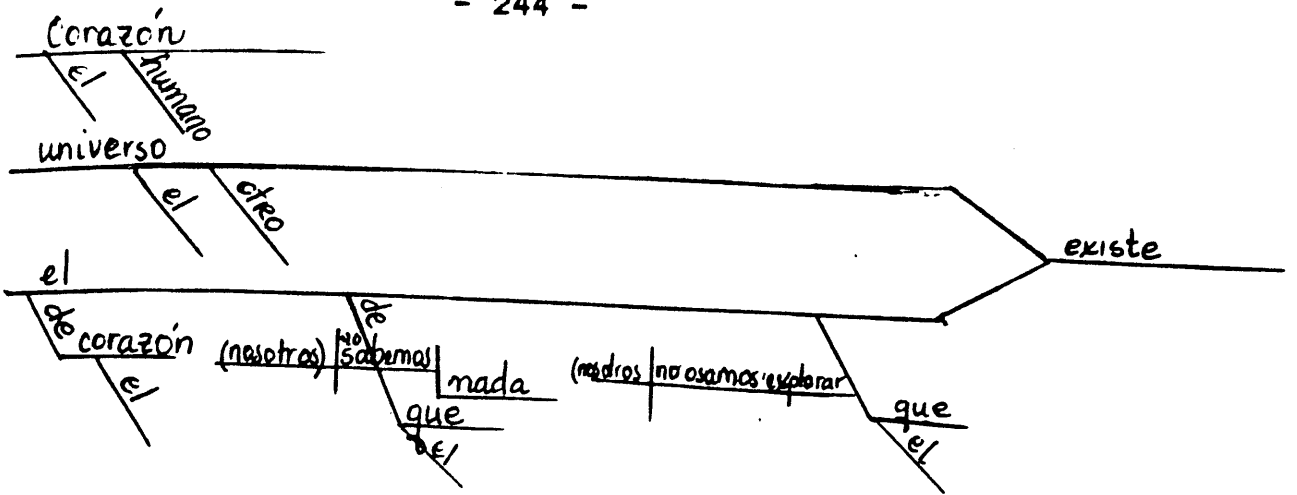 - 244 -
Corazón
El
humano
universo
el
otro
existe
el
de
corazón
el
de
(nosotros) no sabemos nada
que
El
(nosotros no osamos explorar
que
el